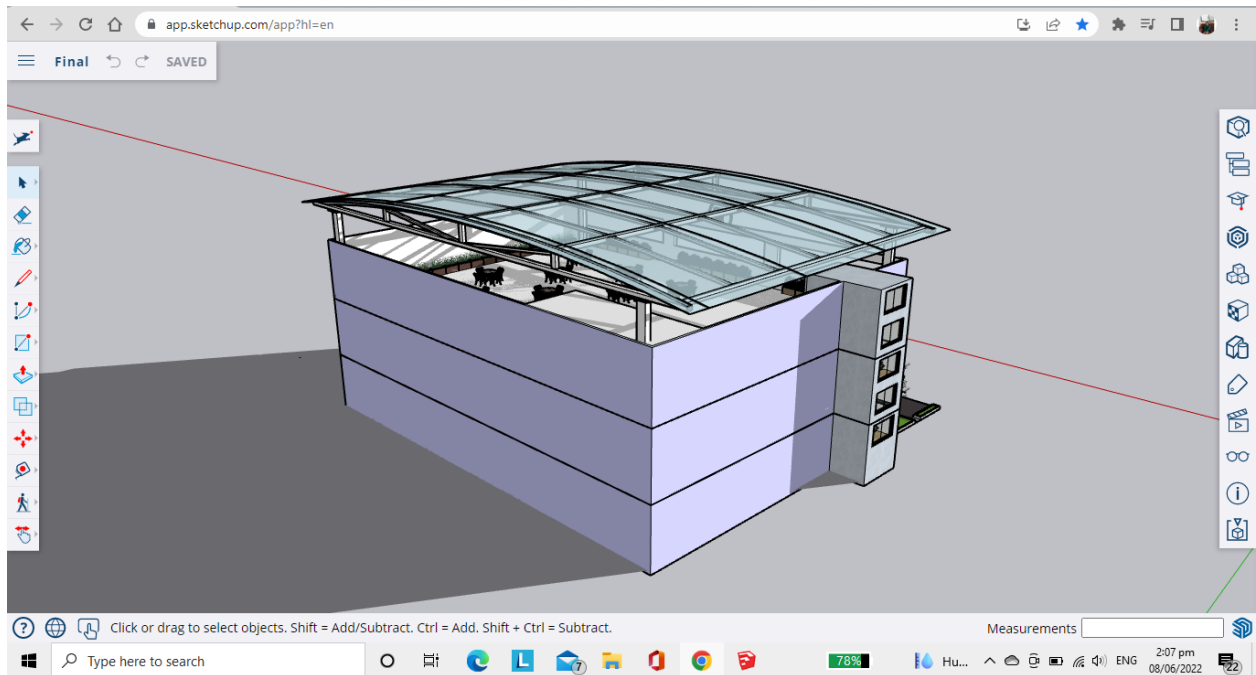 app.sketchup.com/app?hl=en
Final SAVED
Click or drag to select objects. Shift = Add/Subtract. Ctrl = Add. Shift + Ctrl = Subtract.
Measurements
Type here to search
L
7
78%
Hu...
ENG
2:07 pm
08/06/2022
22